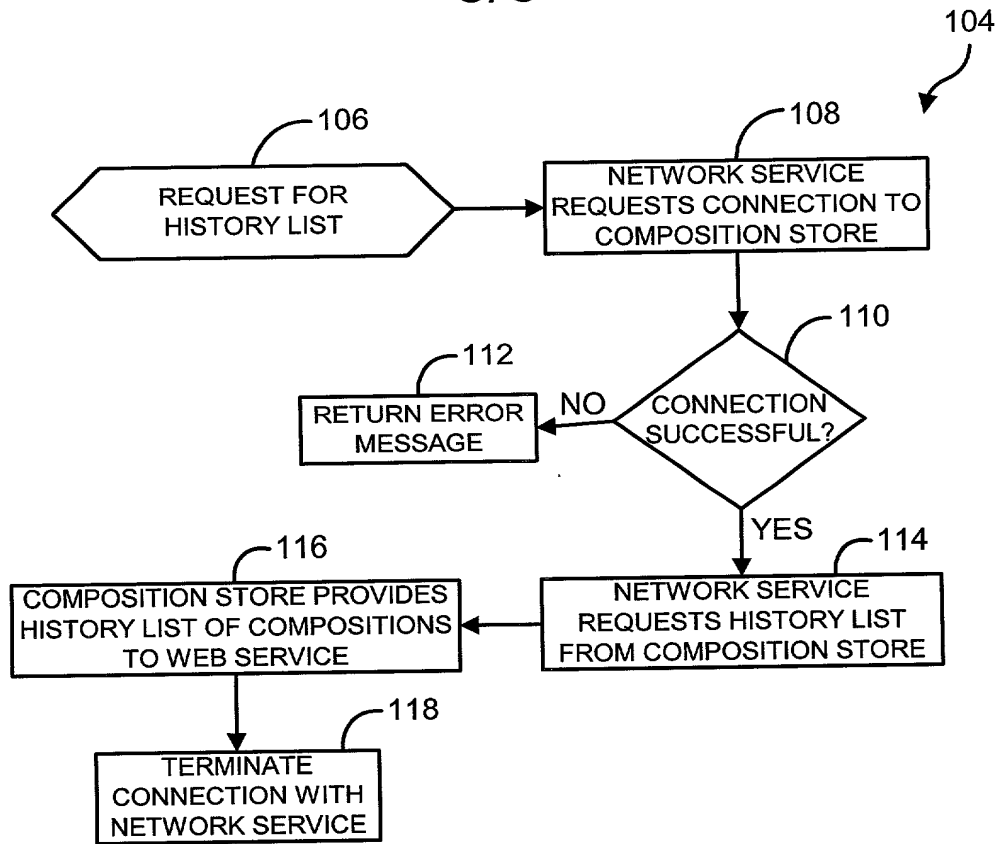 104
106
108
REQUEST FOR
HISTORY LIST
NETWORK SERVICE
REQUESTS CONNECTION TO
COMPOSITION STORE
110
112
CONNECTION
SUCCESSFUL?
NO
RETURN ERROR
MESSAGE
YES
114
116
NETWORK SERVICE
REQUESTS HISTORY LIST
FROM COMPOSITION STORE
COMPOSITION STORE PROVIDES
HISTORY LIST OF COMPOSITIONS
TO WEB SERVICE
118
TERMINATE
CONNECTION WITH
NETWORK SERVICE